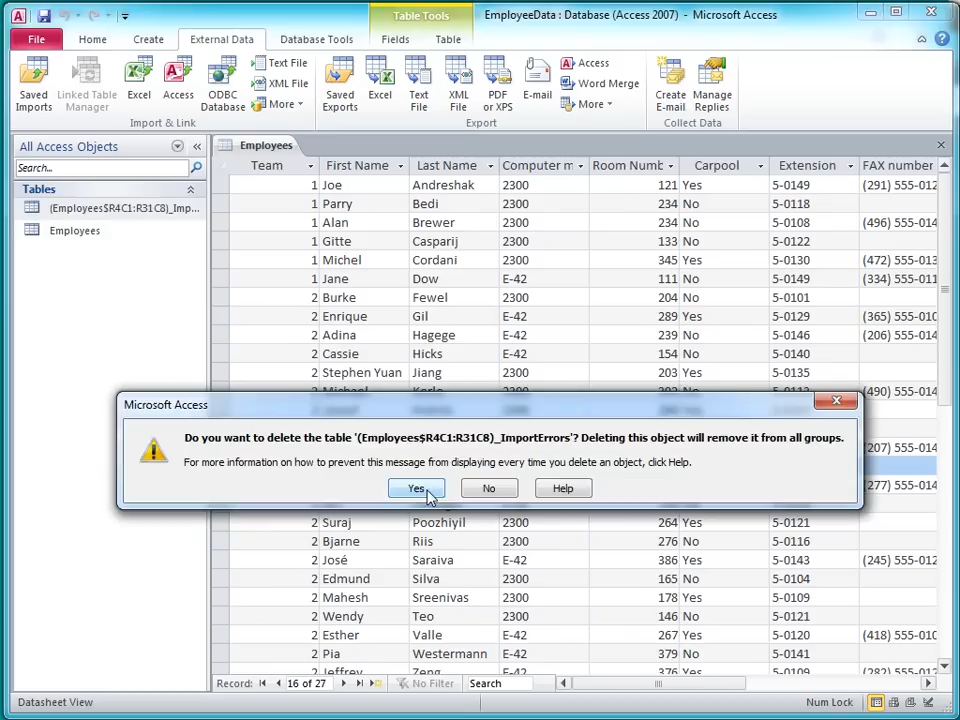 Table Tools
EmployeeData : Database (Access 2007) - Microsoft Access
File Home Create External Data Database Tools Fields Table
Saved Imports
Linked Table Manager
Excel
Access
ODBC Database
Text File
XML File
More
Import & Link
Saved Exports
Excel
Text File
XML File
PDF or XPS
E-mail
Access
Word Merge
More
Export
Create E-mail
Manage Replies
Collect Data
All Access Objects
Search...
Tables
(Employees$R4C1:R31C8)_Imp...
Employees
Employees
Team First Name Last Name Computer m Room Numb Carpool Extension FAX number
1 Joe Andreshak 2300 121 Yes 5-0149 (291) 555-012
1 Parry Bedi 2300 234 No 5-0118
1 Alan Brewer 2300 234 No 5-0108 (496) 555-014
1 Gitte Casparij 2300 133 No 5-0122
1 Michel Cordani 2300 345 Yes 5-0130 (472) 555-013
1 Jane Dow E-42 111 No 5-0149 (334) 555-011
2 Burke Fewel 2300 204 No 5-0101
2 Enrique Gil E-42 289 Yes 5-0129 (365) 555-010
2 Adina Hagege E-42 239 No 5-0146 (206) 555-014
2 Cassie Hicks E-42 154 No 5-0140
2 Stephen Yuan Jiang E-42 203 Yes 5-0135
(490) 555-014
(207) 555-014
(277) 555-014
Microsoft Access
Do you want to delete the table '(Employees$R4C1:R31C8)_ImportErrors'? Deleting this object will remove it from all groups.
For more information on how to prevent this message from displaying every time you delete an object, click Help.
Yes No Help
2 Suraj Poozhiyil 2300 264 Yes 5-0121
2 Bjarne Riis 2300 276 No 5-0116
2 José Saraiva E-42 386 Yes 5-0143 (245) 555-012
2 Edmund Silva 2300 165 No 5-0104
2 Mahesh Sreenivas 2300 178 Yes 5-0109
2 Wendy Teo 2300 146 No 5-0121
2 Esther Valle E-42 267 Yes 5-0120 (418) 555-010
2 Pia Westermann E-42 379 No 5-0141
2 Jeffrey Zeng E-42 376 Yes 5-0109 (282) 555-012
Record: 16 of 27 No Filter Search
Datasheet View Num Lock